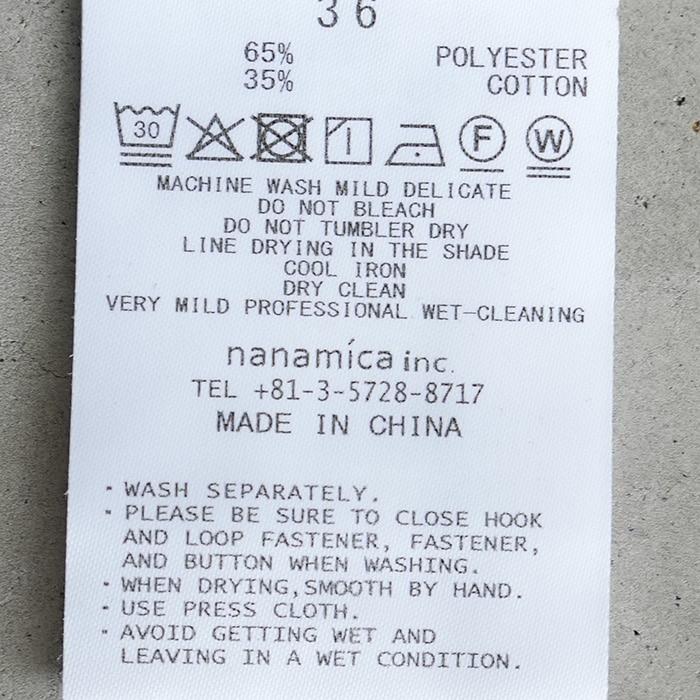 36
65% POLYESTER
35% COTTON
30 F W
MACHINE WASH MILD DELICATE
DO NOT BLEACH
DO NOT TUMBLER DRY
LINE DRYING IN THE SHADE
COOL IRON
DRY CLEAN
VERY MILD PROFESSIONAL WET-CLEANING
nanamíca inc.
TEL +81-3-5728-8717
MADE IN CHINA
・WASH SEPARATELY.
・PLEASE BE SURE TO CLOSE HOOK
AND LOOP FASTENER, FASTENER,
AND BUTTON WHEN WASHING.
・WHEN DRYING,SMOOTH BY HAND.
・USE PRESS CLOTH.
・AVOID GETTING WET AND
LEAVING IN A WET CONDITION.